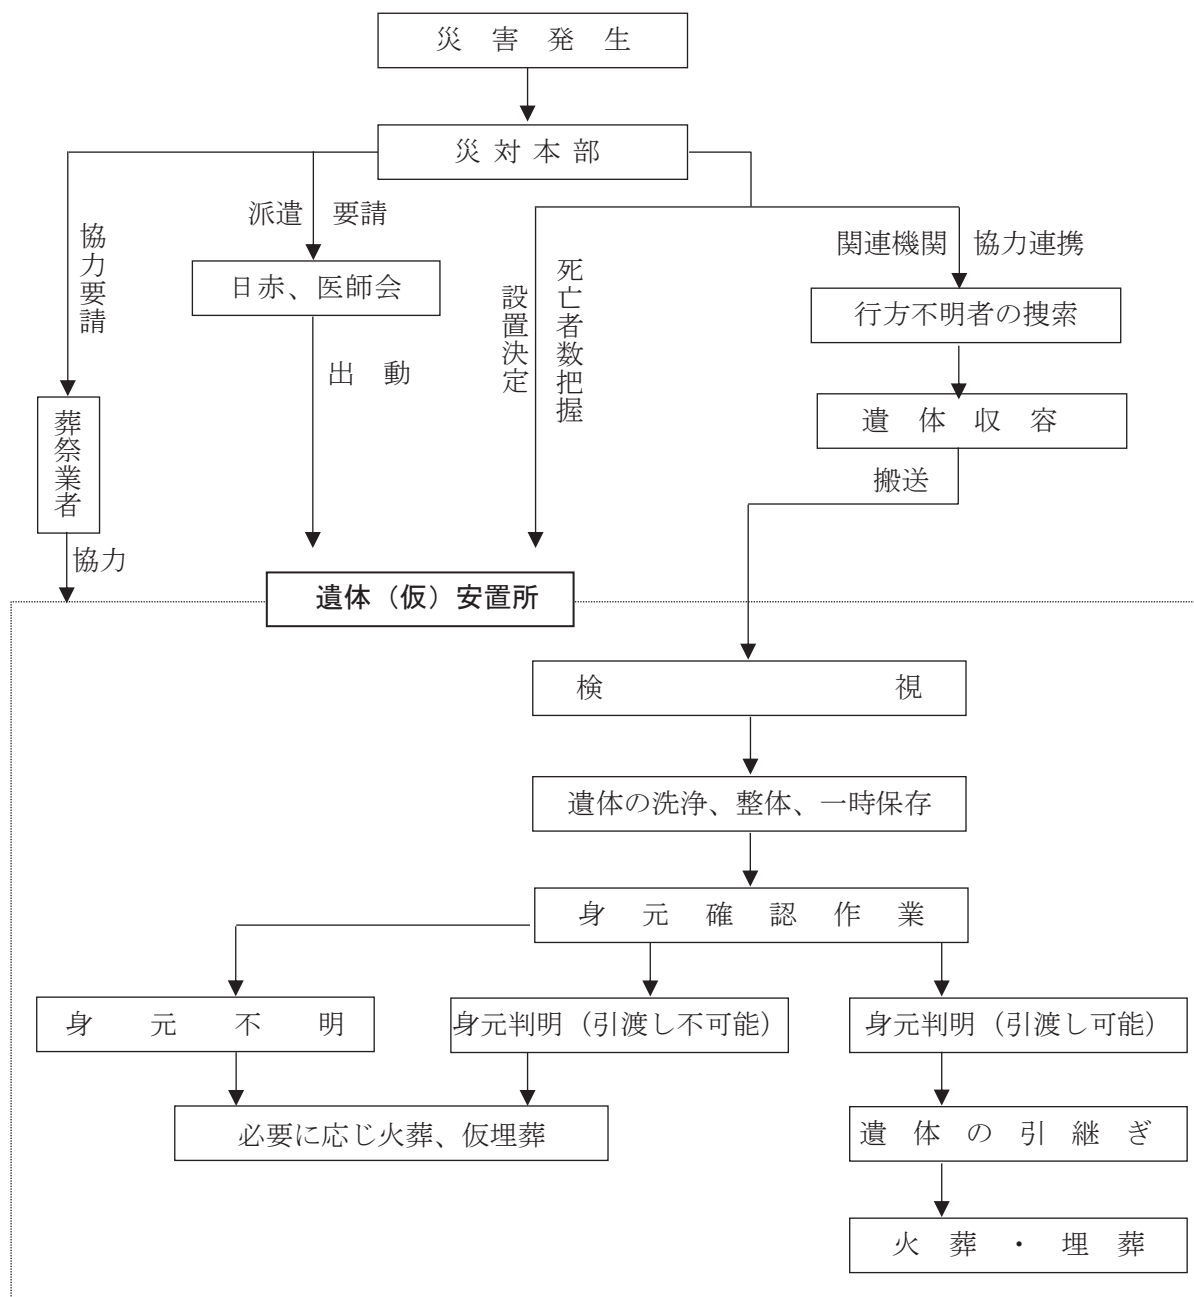 災害発生
災対本部
派遣 要請
協力要請
関連機関 協力連携
日赤、医師会
死亡者数把握
設置決定
行方不明者の捜索
出動
葬祭業者
遺体収容
搬送
協力
遺体（仮）安置所
検視
遺体の洗浄、整体、一時保存
身元確認作業
身元不明
身元判明（引渡し不可能）
身元判明（引渡し可能）
必要に応じ火葬、仮埋葬
遺体の引継ぎ
火葬・埋葬